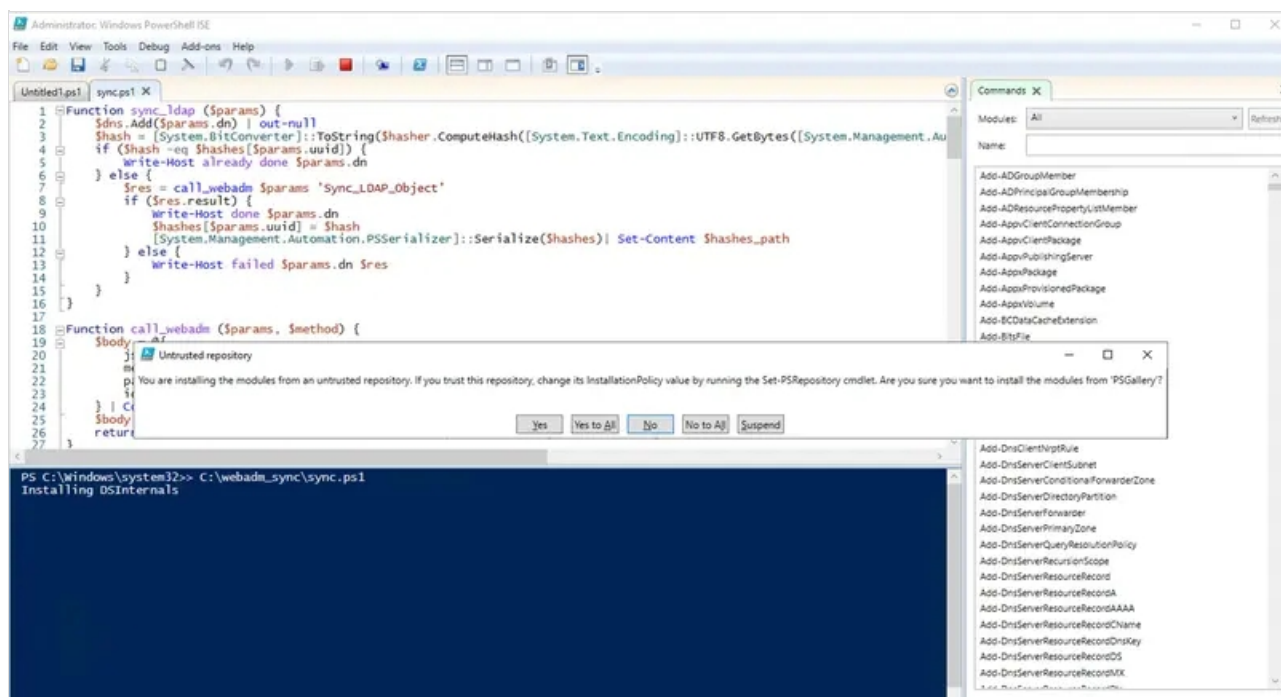 Administrator: Windows PowerShell ISE
File Edit View Tools Debug Add-ons Help
Untitled1.ps1 sync.ps1 X
1 Function sync_ldap ($params) {
2 $dns.Add($params.dn) | out-null
3 $hash = [System.BitConverter]::ToString($hasher.ComputeHash([System.Text.Encoding]::UTF8.GetBytes([System.Management.Au
4 if ($hash -eq $hashes[$params.uuid]) {
5 Write-Host already done $params.dn
6 } else {
7 $res = call_webadm $params 'Sync_LDAP_Object'
8 if ($res.result) {
9 Write-Host done $params.dn
10 $hashes[$params.uuid] = $hash
11 [System.Management.Automation.PSSerializer]::Serialize($hashes)| Set-Content $hashes_path
12 } else {
13 Write-Host failed $params.dn $res
14 }
15 }
16 }
17
18 Function call_webadm ($params, $method) {
19 $body = @{
20
21
22
23
24 }
25 $body
26
27 }
Untrusted repository
You are installing the modules from an untrusted repository. If you trust this repository, change its InstallationPolicy value by running the Set-PSRepository cmdlet. Are you sure you want to install the modules from 'PSGallery'?
Yes Yes to All No No to All Suspend
PS C:\Windows\system32>> C:\webadm_sync\sync.ps1
Installing DSInternals
Commands X
Modules: All Refresh
Name:
Add-ADGroupMember
Add-ADPrincipalGroupMembership
Add-ADResourcePropertyListMember
Add-AppvClientConnectionGroup
Add-AppvClientPackage
Add-AppvPublishingServer
Add-AppxPackage
Add-AppxProvisionedPackage
Add-AppxVolume
Add-BCDataCacheExtension
Add-BitsFile
Add-DnsClientNrptRule
Add-DnsServerClientSubnet
Add-DnsServerConditionalForwarderZone
Add-DnsServerDirectoryPartition
Add-DnsServerForwarder
Add-DnsServerPrimaryZone
Add-DnsServerQueryResolutionPolicy
Add-DnsServerRecursionScope
Add-DnsServerResourceRecord
Add-DnsServerResourceRecordA
Add-DnsServerResourceRecordAAAA
Add-DnsServerResourceRecordCName
Add-DnsServerResourceRecordDnsKey
Add-DnsServerResourceRecordDS
Add-DnsServerResourceRecordMX